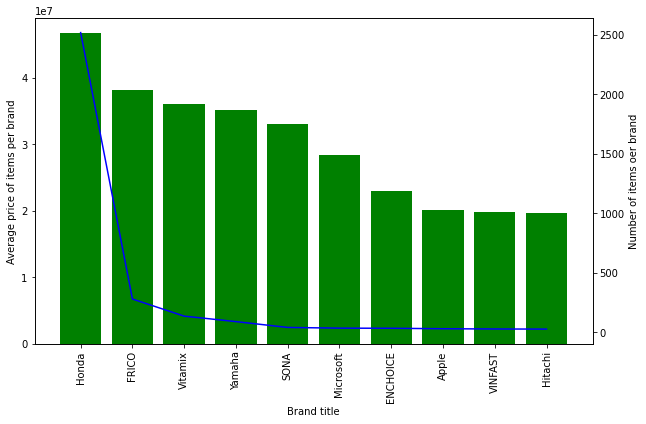 1e7
4
3
2
1
0
Average price of items per brand
2500
2000
1500
1000
500
0
Number of items oer brand
Honda
FRICO
Vitamix
Yamaha
SONA
Microsoft
ENCHOICE
Apple
VINFAST
Hitachi
Brand title